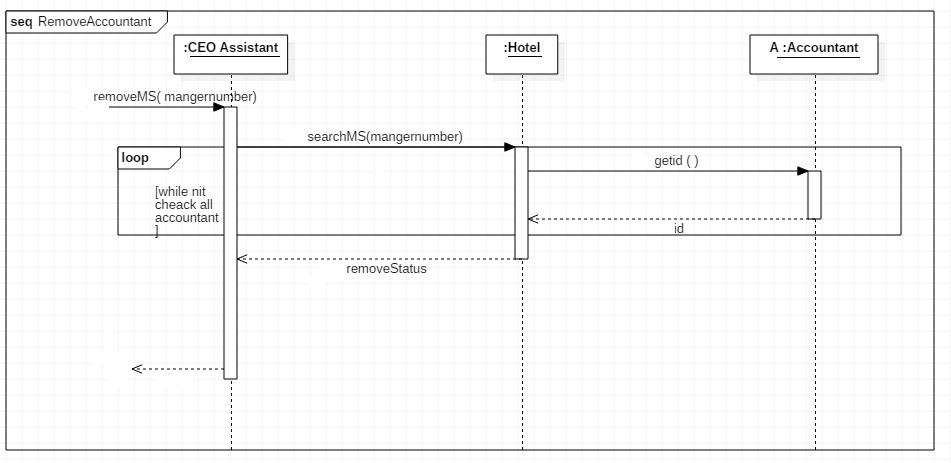 seq RemoveAccountant
:CEO Assistant
:Hotel
A :Accountant
removeMS( mangernumber)
searchMS(mangernumber)
loop
getid ( )
[while nit
cheack all
accountant
]
id
removeStatus